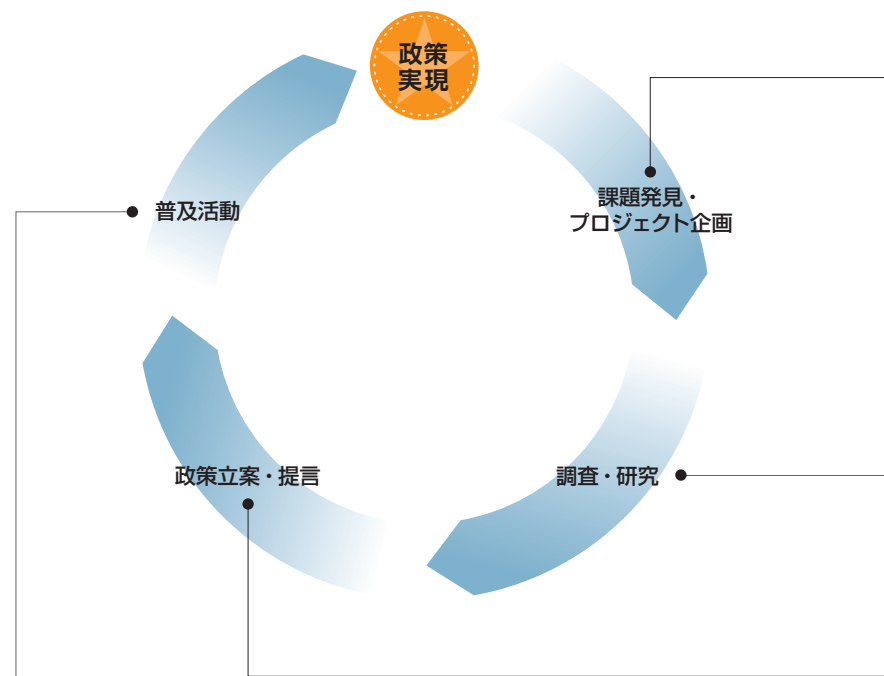 政策
実現
課題発見・
プロジェクト企画
普及活動
政策立案・提言
調査・研究